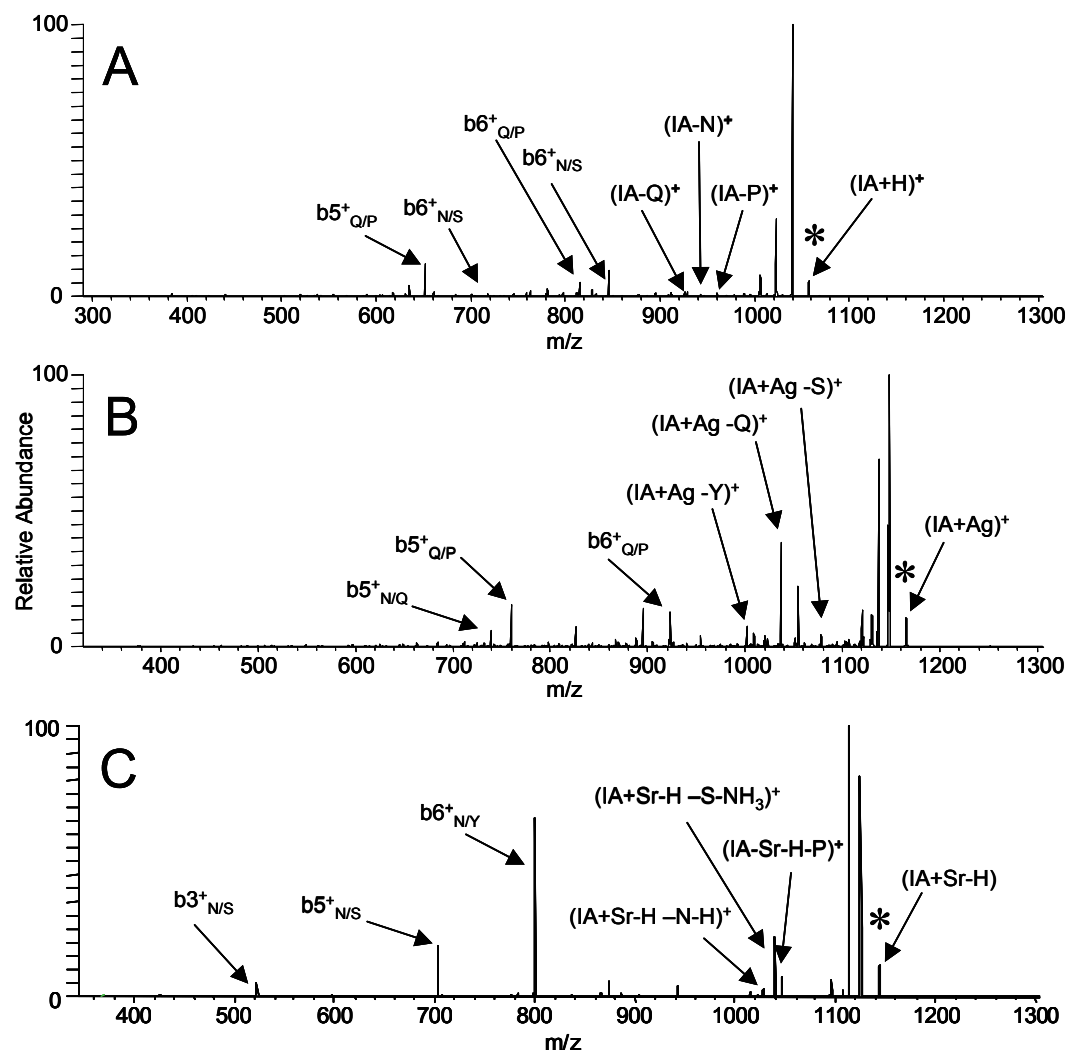 100
A
b6+Q/P
(IA-N)+
b6+N/S
(IA-Q)+
(IA-P)+
(IA+H)+
b5+Q/P
b6+N/S
*
0
300 400 500 600 700 800 900 1000 1100 1200 1300
m/z
100
B
(IA+Ag -S)+
(IA+Ag -Q)+
(IA+Ag -Y)+
(IA+Ag)+
b5+Q/P
b6+Q/P
b5+N/Q
*
Relative Abundance
0
400 500 600 700 800 900 1000 1100 1200 1300
m/z
100
C
(IA+Sr-H –S-NH3)+
b6+N/Y
(IA-Sr-H-P)+
(IA+Sr-H)
b3+N/S
b5+N/S
(IA+Sr-H –N-H)+
*
0
400 500 600 700 800 900 1000 1100 1200 1300
m/z